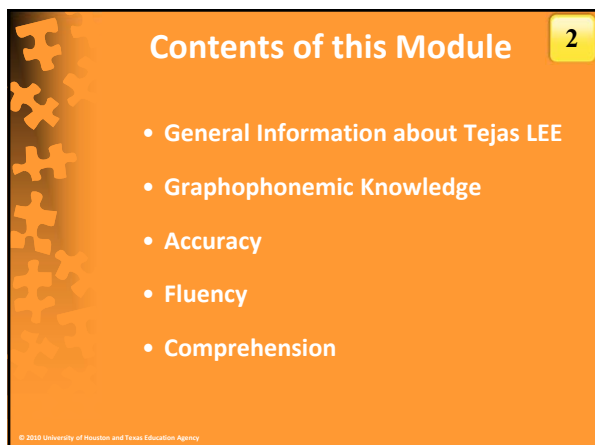 Contents of this Module
2
• General Information about Tejas LEE
• Graphophonemic Knowledge
• Accuracy
• Fluency
• Comprehension
© 2010 University of Houston and Texas Education Agency